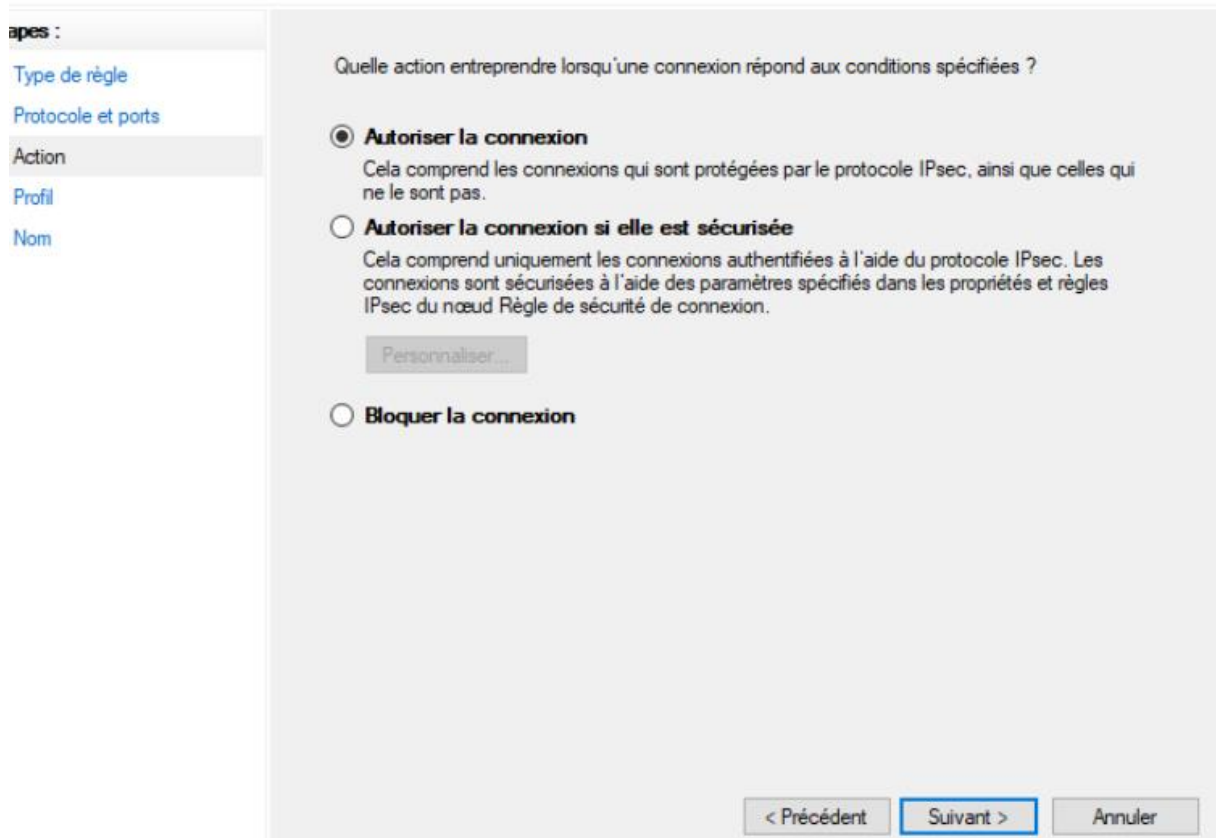 apes :
Type de règle
Protocole et ports
Action
Profil
Nom
Quelle action entreprendre lorsqu'une connexion répond aux conditions spécifiées ?
Autoriser la connexion
Cela comprend les connexions qui sont protégées par le protocole IPsec, ainsi que celles qui
ne le sont pas.
Autoriser la connexion si elle est sécurisée
Cela comprend uniquement les connexions authentifiées à l'aide du protocole IPsec. Les
connexions sont sécurisées à l'aide des paramètres spécifiés dans les propriétés et règles
IPsec du nœud Règle de sécurité de connexion.
Personnaliser...
Bloquer la connexion
< Précédent
Suivant >
Annuler